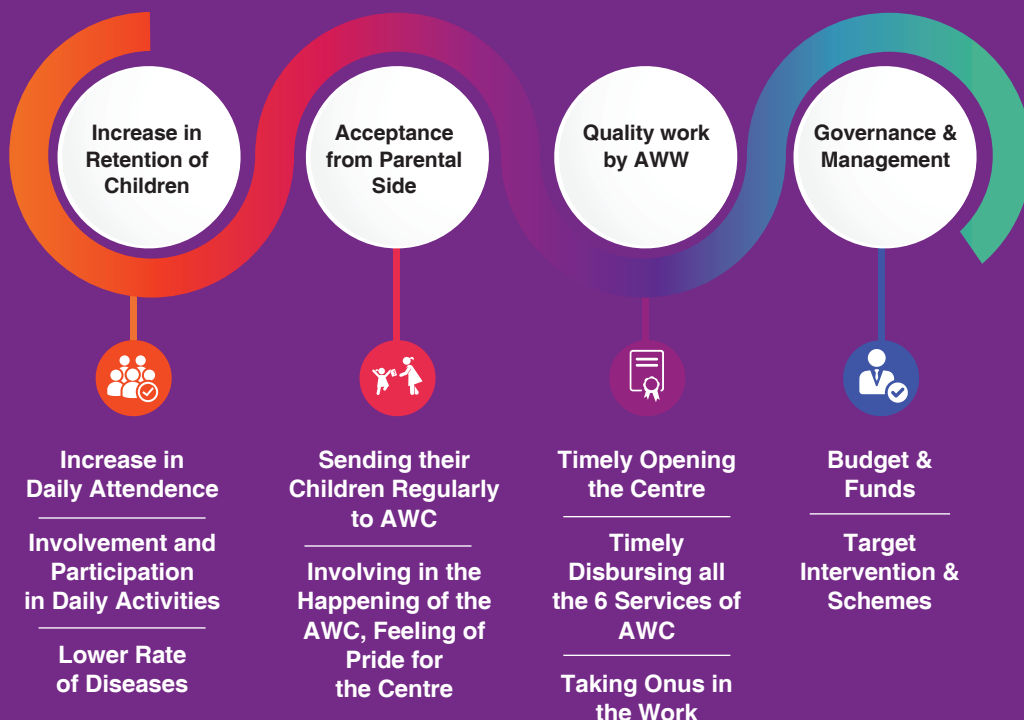 Increase in
Retention of
Children
Acceptance
from Parental
Side
Quality work
by AWW
Governance &
Management
Increase in
Daily Attendence
Involvement and
Participation
in Daily Activities
Lower Rate
of Diseases
Sending their
Children Regularly
to AWC
Involving in the
Happening of the
AWC, Feeling of
Pride for
the Centre
Timely Opening
the Centre
Timely
Disbursing all
the 6 Services of
AWC
Taking Onus in
the Work
Budget &
Funds
Target
Intervention &
Schemes